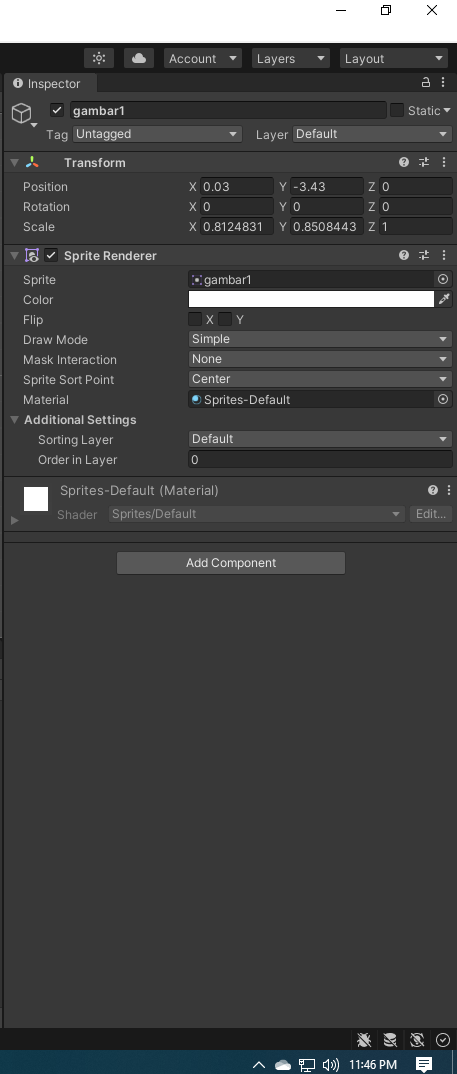 Account Layers Layout
Inspector
gambar1 Static
Tag Untagged Layer Default
Transform
Position X 0.03 Y -3.43 Z 0
Rotation X 0 Y 0 Z 0
Scale X 0.8124831 Y 0.8508443 Z 1
Sprite Renderer
Sprite gambar1
Color
Flip X Y
Draw Mode Simple
Mask Interaction None
Sprite Sort Point Center
Material Sprites-Default
Additional Settings
Sorting Layer Default
Order in Layer 0
Sprites-Default (Material)
Shader Sprites/Default Edit...
Add Component
11:46 PM